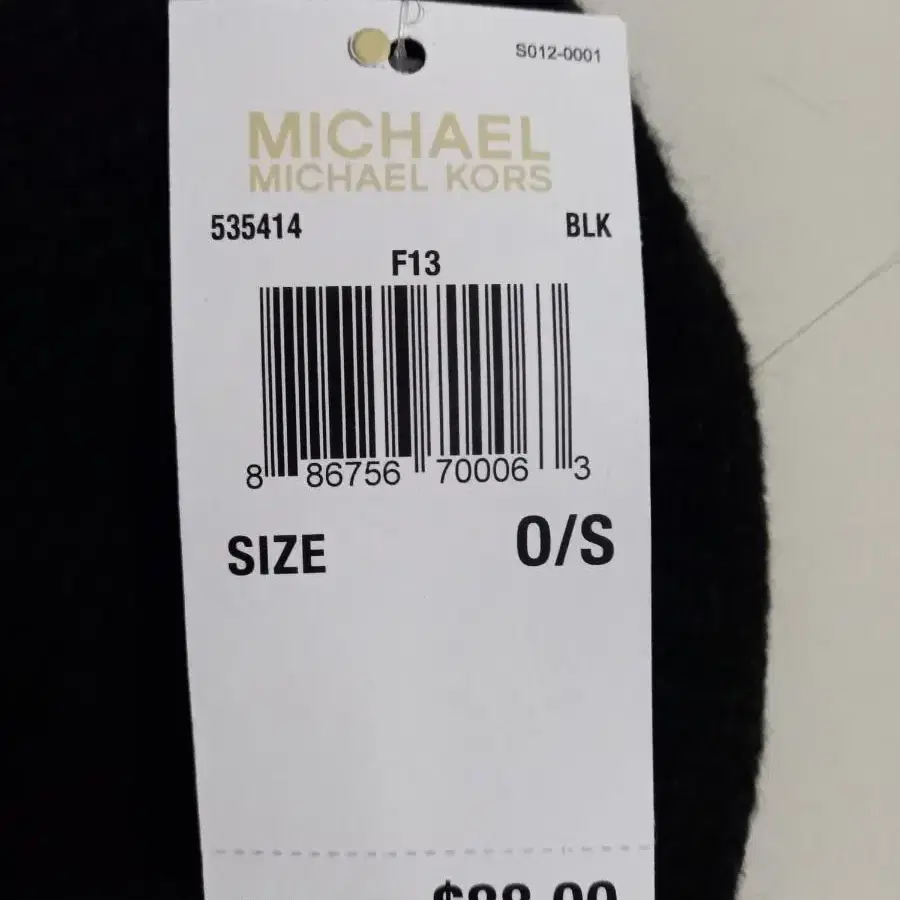 S012-0001
MICHAEL
MICHAEL KORS
535414 BLK
F13
8 86756 70006 3
SIZE O/S